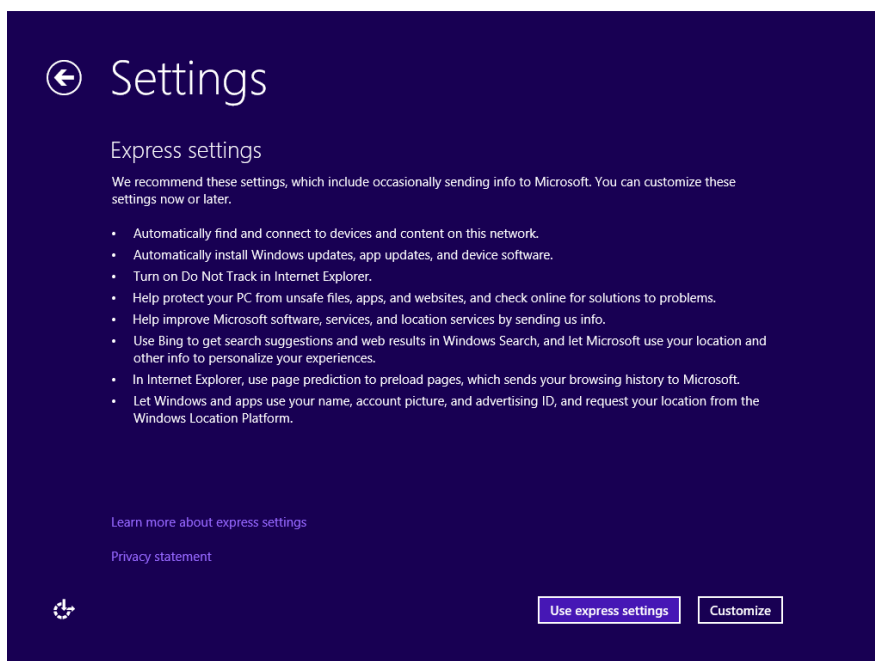 Settings
Express settings
We recommend these settings, which include occasionally sending info to Microsoft. You can customize these
settings now or later.
• Automatically find and connect to devices and content on this network.
• Automatically install Windows updates, app updates, and device software.
• Turn on Do Not Track in Internet Explorer.
• Help protect your PC from unsafe files, apps, and websites, and check online for solutions to problems.
• Help improve Microsoft software, services, and location services by sending us info.
• Use Bing to get search suggestions and web results in Windows Search, and let Microsoft use your location and
other info to personalize your experiences.
• In Internet Explorer, use page prediction to preload pages, which sends your browsing history to Microsoft.
• Let Windows and apps use your name, account picture, and advertising ID, and request your location from the
Windows Location Platform.
Learn more about express settings
Privacy statement
Use express settings
Customize